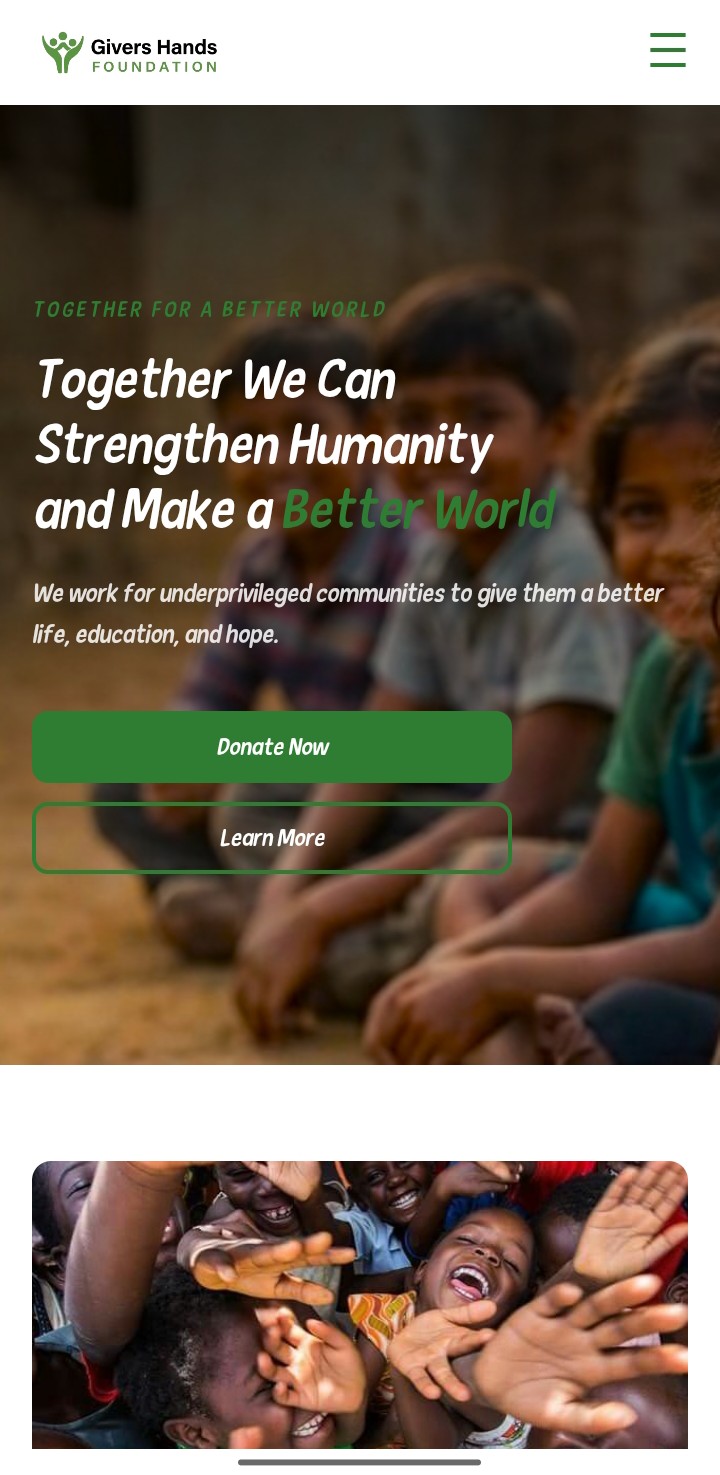 Givers Hands
FOUNDATION
TOGETHER FOR A BETTER WORLD
Together We Can
Strengthen Humanity
and Make a Better World
We work for underprivileged communities to give them a better
life, education, and hope.
Donate Now
Learn More